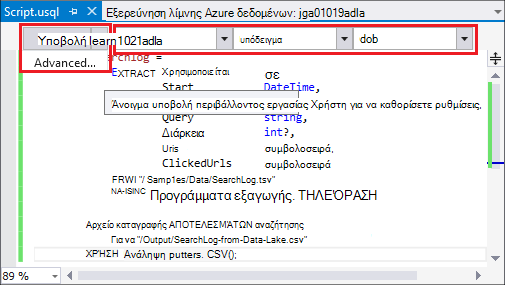 Script.usql Εξερεύνηση λίμνης Azure δεδομένων: jga01019adla
Υποβολή learn1021adla υπόδειγμα dob
Advanced...
rchlog =
EXTRACT Χρησιμοποιείται σε
Start DateTime,
Άνοιγμα υποβολή περιβάλλοντος εργασίας Χρήστη για να καθορίσετε ρυθμίσεις.
Query string,
Διάρκεια int?,
Uris συμβολοσειρά,
ClickedUrls συμβολοσειρά
FRWI "/ Samp1es/Data/SearchLog.tsv"
NA-ISINC Προγράμματα εξαγωγής. ΤΗΛΕΌΡΑΣΗ
Αρχείο καταγραφής ΑΠΟΤΕΛΕΣΜΆΤΩΝ αναζήτησης
Για να "/Output/SearchLog-from-Data-Lake.csv"
ΧΡΉΣΗ Ανάληψη putters. CSV();
89 %